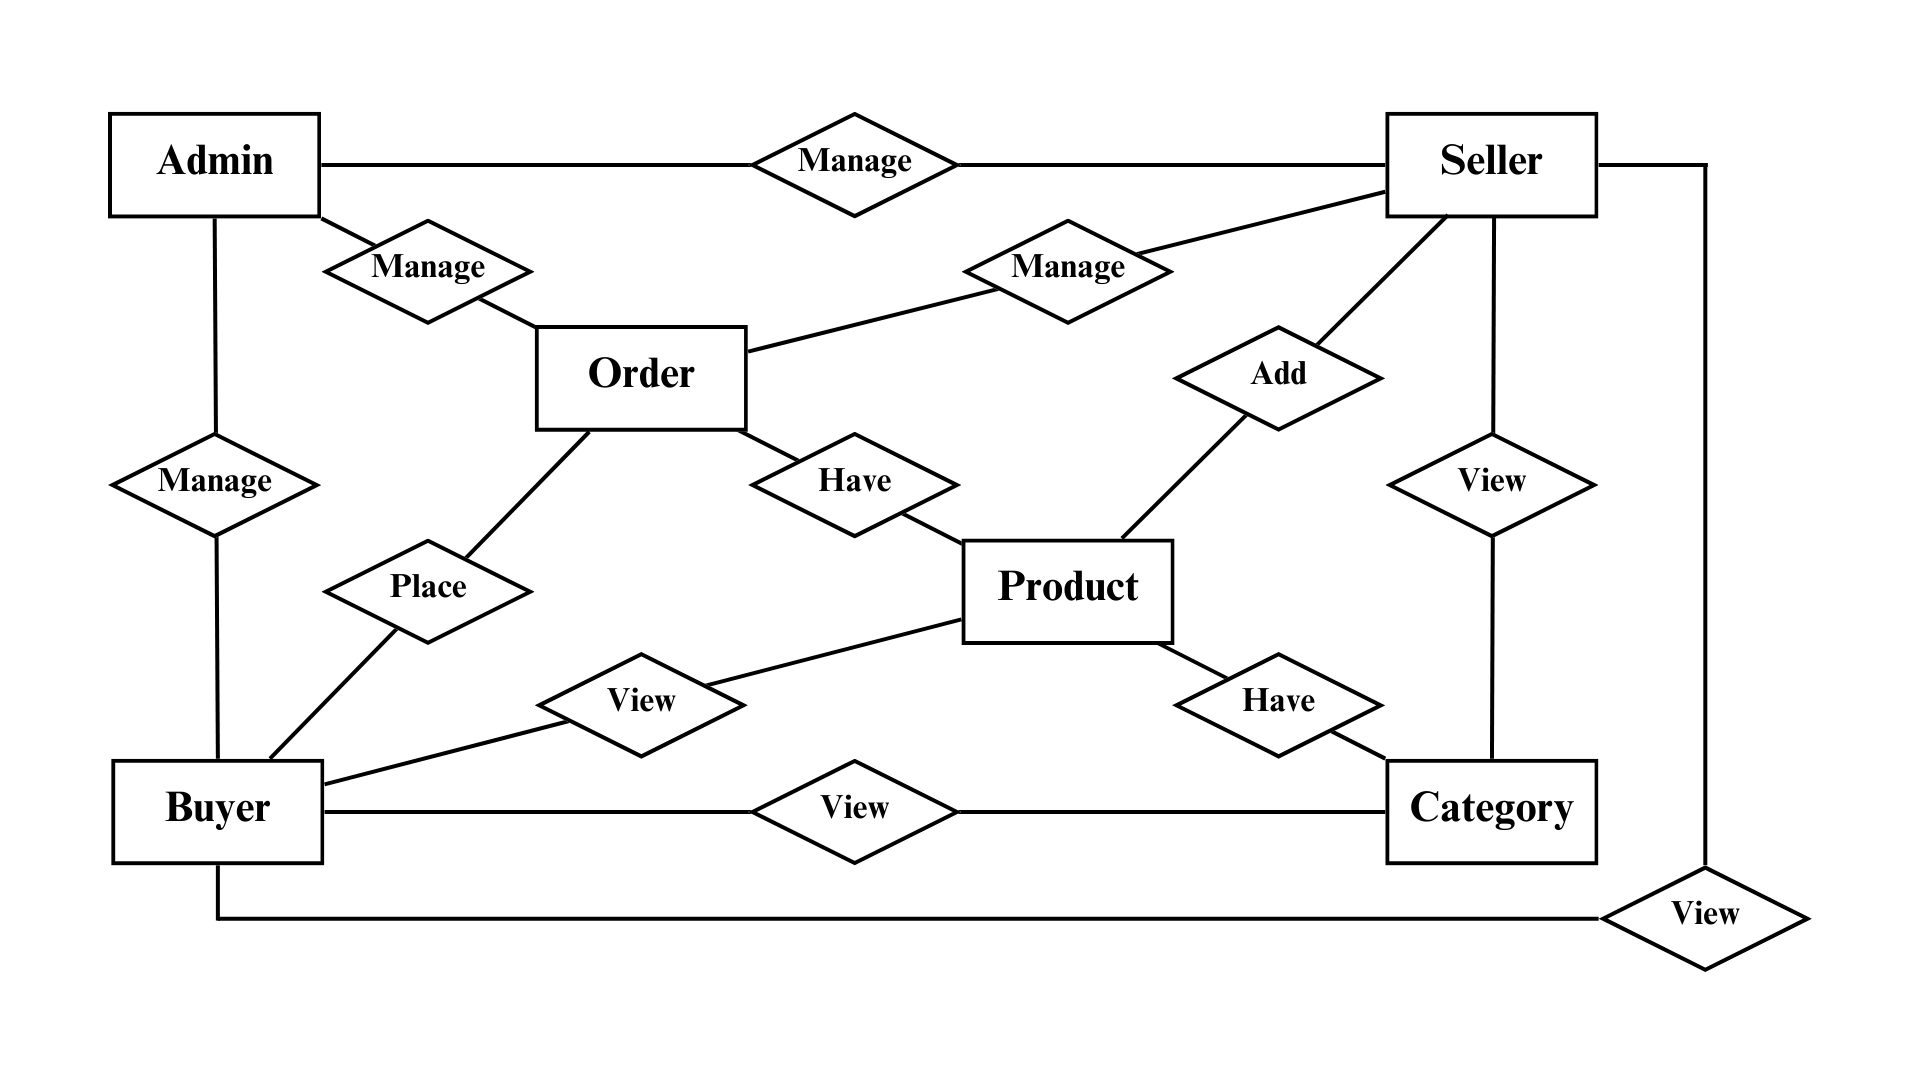 Admin
Manage
Seller
Manage
Manage
Order
Add
Manage
Have
View
Place
Product
View
Have
Buyer
View
Category
View